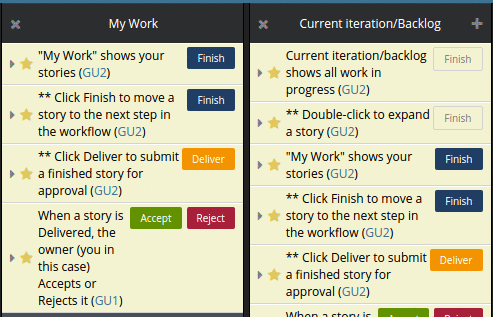 My Work
"My Work" shows your
stories (GU2)
Finish
** Click Finish to move a
story to the next step in
the workflow (GU2)
Finish
** Click Deliver to submit
a finished story for
approval (GU2)
Deliver
When a story is
Delivered, the
owner (you in
this case)
Accepts or
Rejects it (GU1)
Accept
Reject
Current iteration/Backlog
Current iteration/backlog
shows all work in
progress (GU2)
Finish
** Double-click to expand
a story (GU2)
Finish
"My Work" shows your
stories (GU2)
Finish
** Click Finish to move a
story to the next step in
the workflow (GU2)
Finish
** Click Deliver to submit
a finished story for
approval (GU2)
Deliver
When a story is